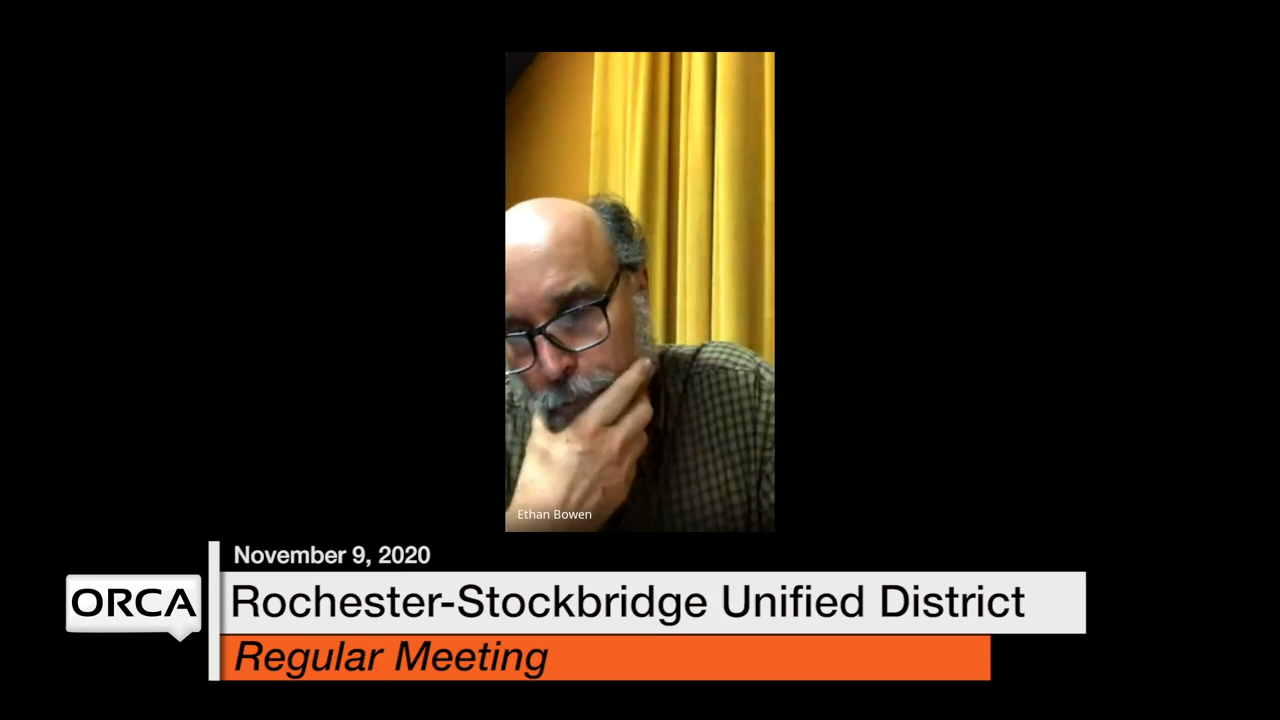 Ethan Bowen
November 9, 2020
ORCA
Rochester-Stockbridge Unified District
Regular Meeting